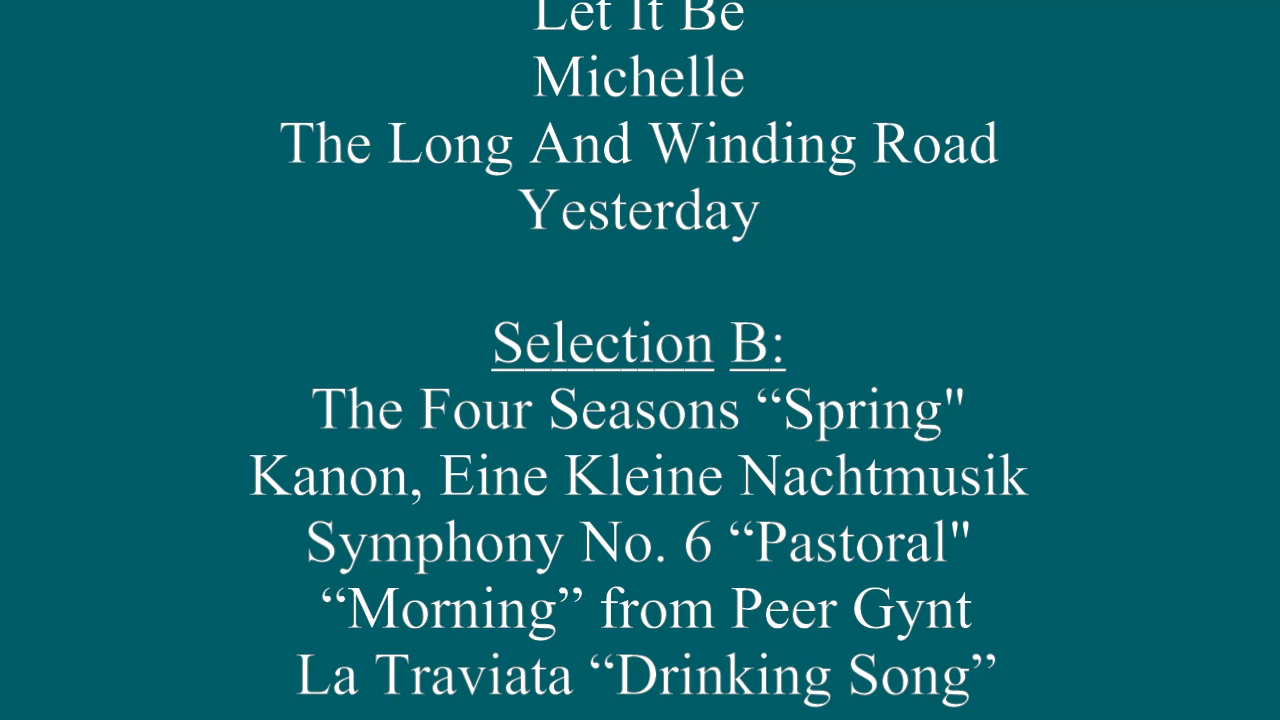 Let It Be
Michelle
The Long And Winding Road
Yesterday
Selection B:
The Four Seasons “Spring"
Kanon, Eine Kleine Nachtmusik
Symphony No. 6 “Pastoral"
“Morning” from Peer Gynt
La Traviata “Drinking Song”